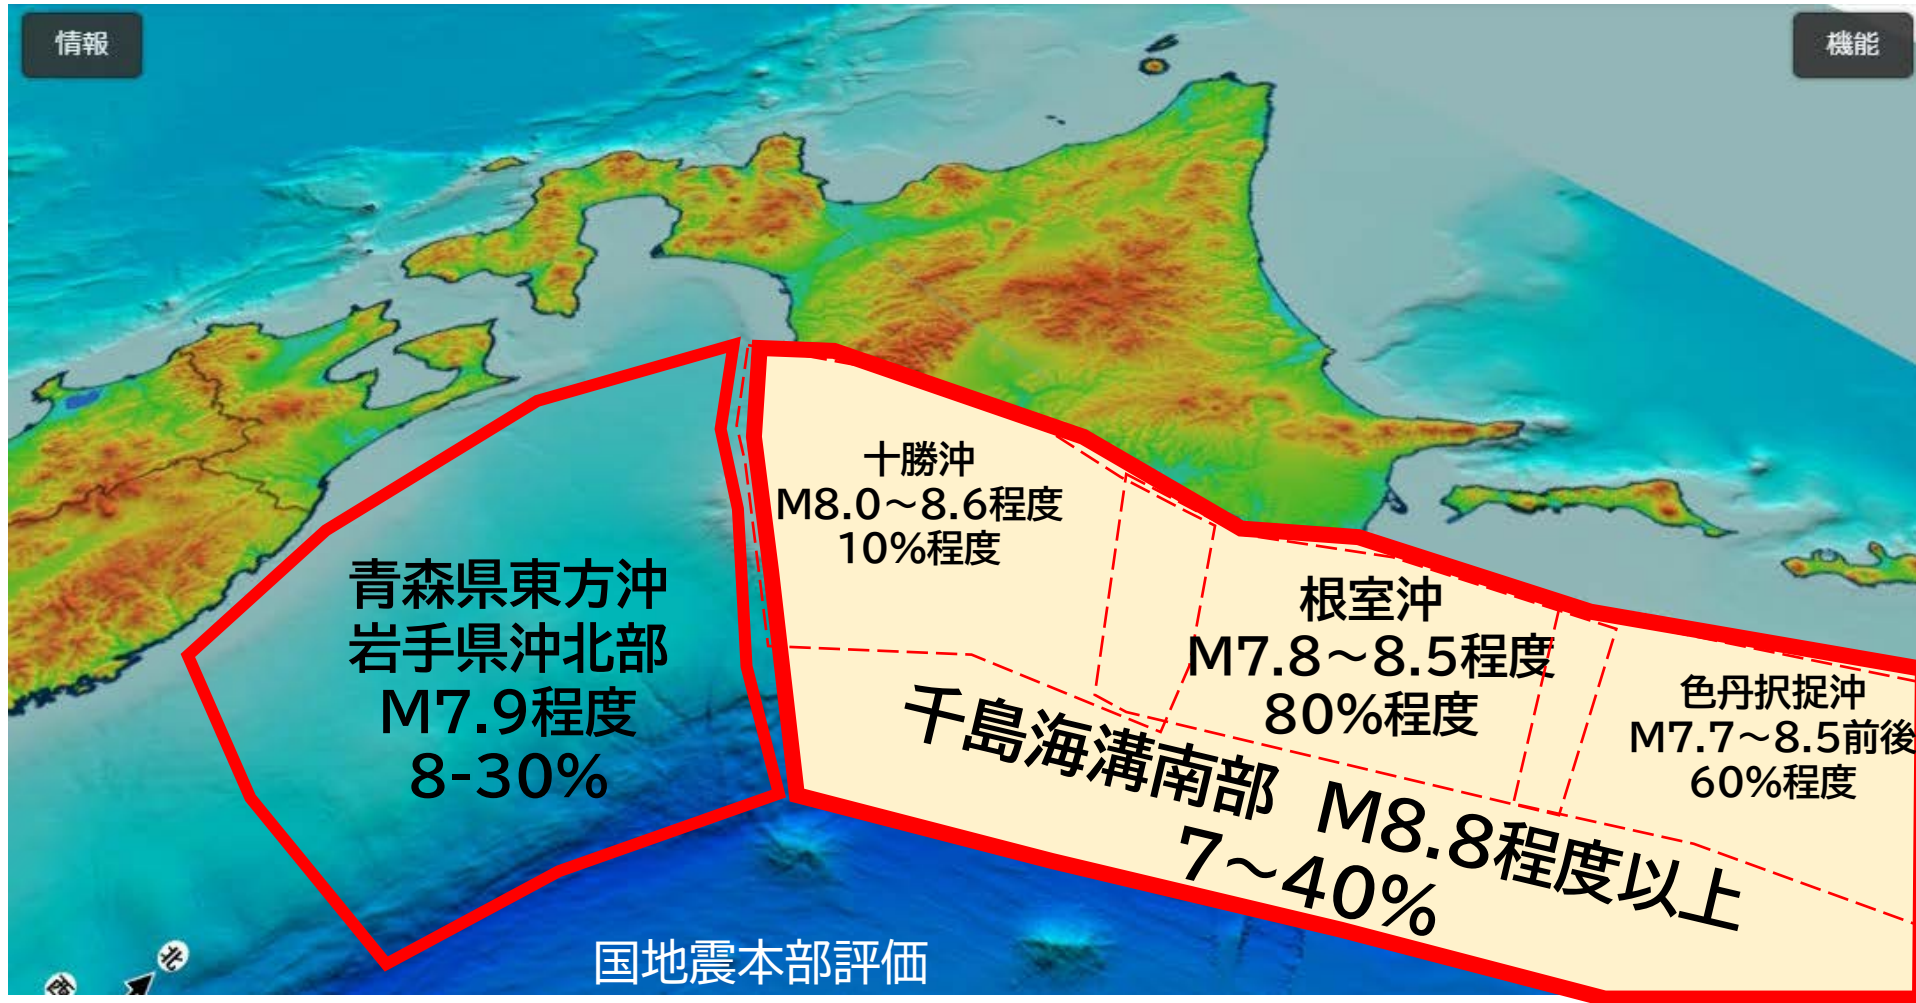 情報
機能
十勝沖
M8.0～8.6程度
10%程度
青森県東方沖
岩手県沖北部
M7.9程度
8-30%
根室沖
M7.8～8.5程度
80%程度
色丹択捉沖
M7.7～8.5前後
60%程度
千島海溝南部 M8.8程度以上
7～40%
国地震本部評価
北
西